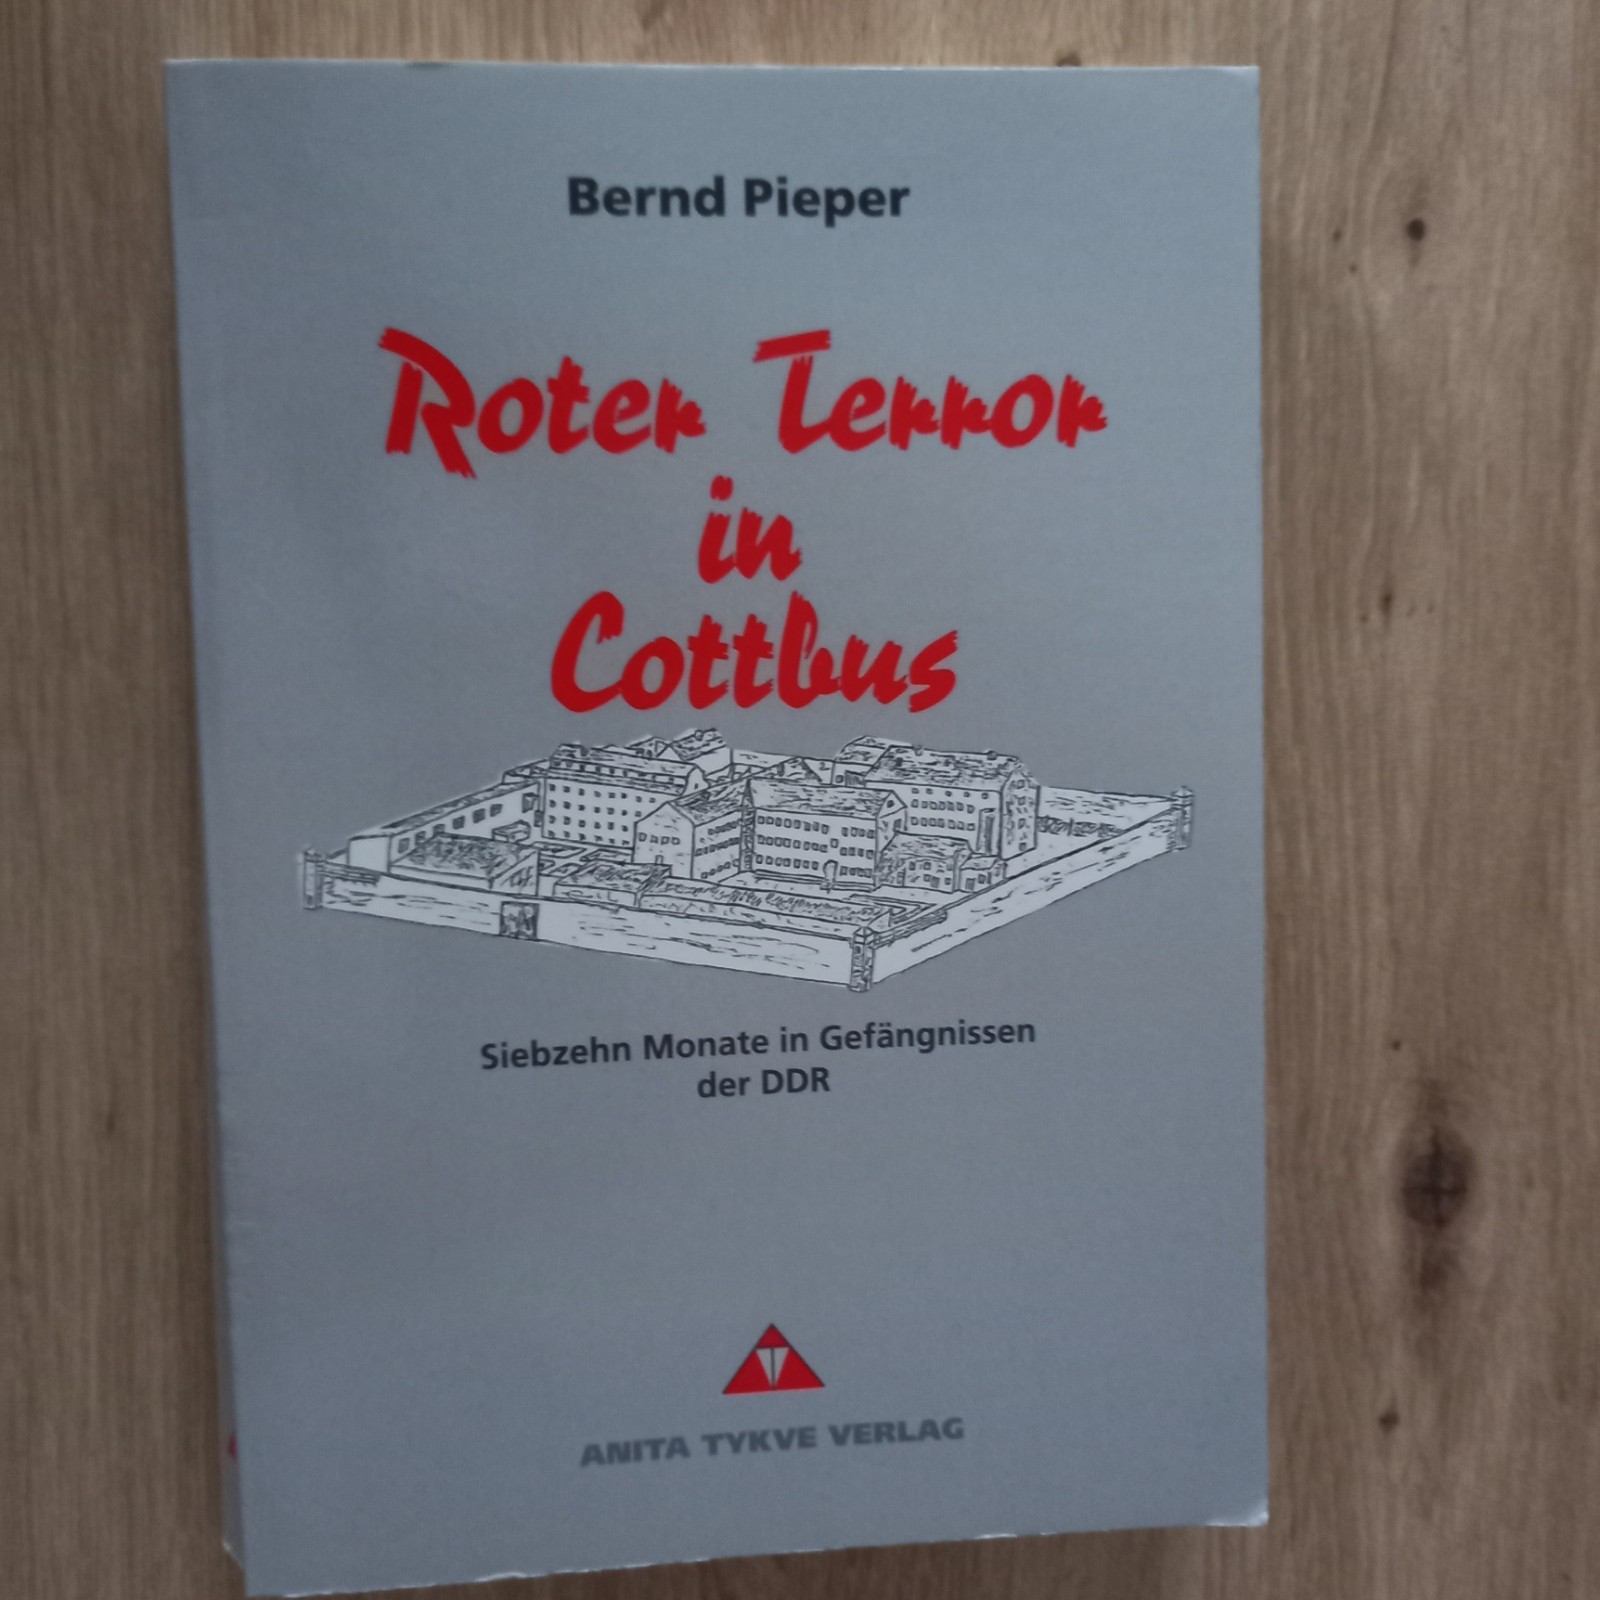 Bernd Pieper
Roter Terror
in
Cottbus
Siebzehn Monate in Gefängnissen
der DDR
ANITA TYKVE VERLAG